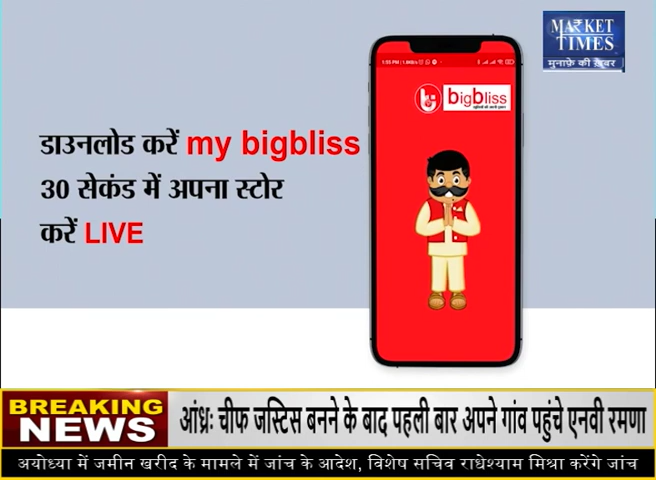 MARKET
TIMES
मुनाफ़े की ख़बर
bigbliss
डाउनलोड करें my bigbliss
30 सेकंड में अपना स्टोर
करें LIVE
BREAKING
NEWS
आंध्र: चीफ जस्टिस बनने के बाद पहली बार अपने गांव पहुंचे एनवी रमणा
अयोध्या में जमीन खरीद के मामले में जांच के आदेश, विशेष सचिव राधेश्याम मिश्रा करेंगे जांच